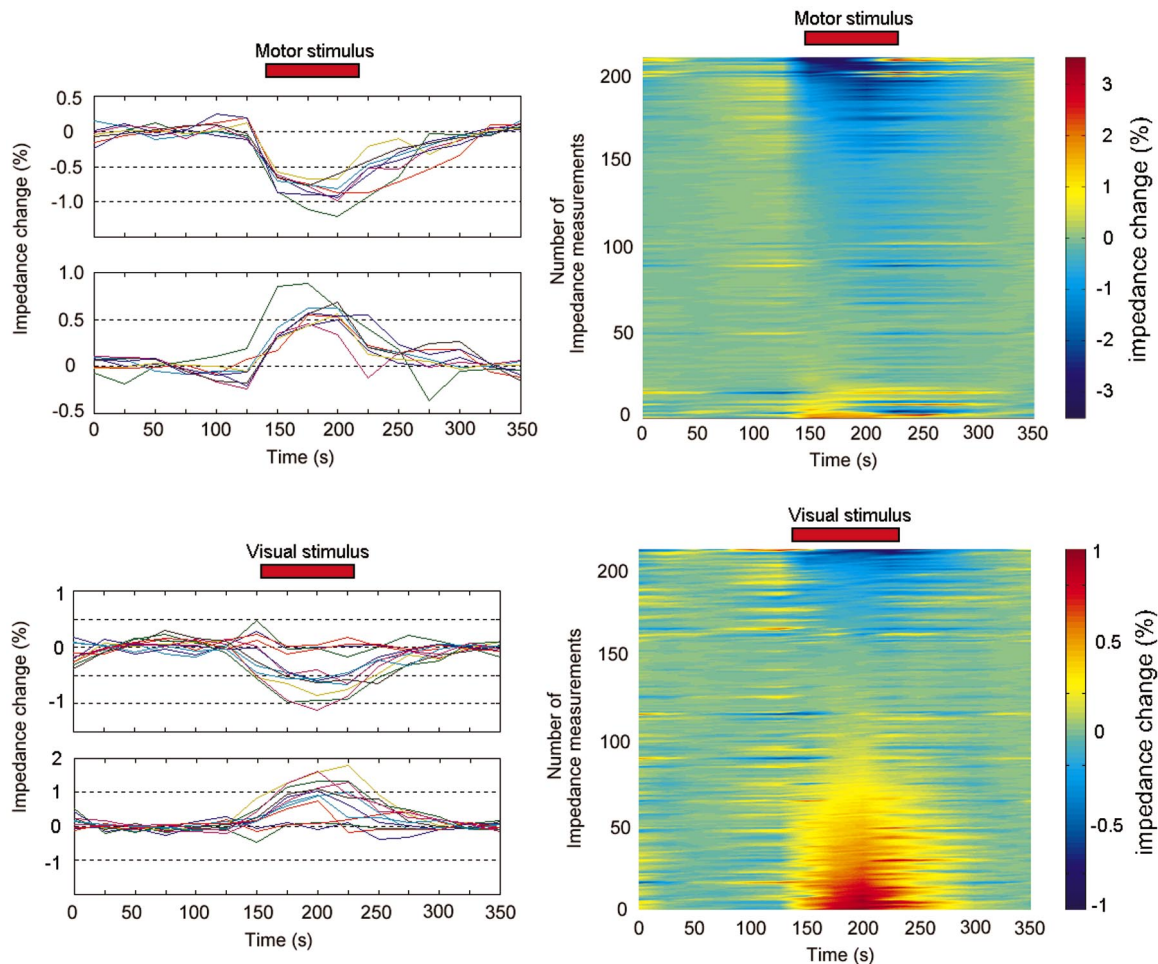 Motor stimulus
0.5
0
-0.5
-1.0
1.0
0.5
0
-0.5
Impedance change (%)
0 50 100 150 200 250 300 350
Time (s)
Motor stimulus
200
150
100
50
0
Number of
Impedance measurements
0 50 100 150 200 250 300 350
Time (s)
3
2
1
0
-1
-2
-3
impedance change (%)
Visual stimulus
1
0
-1
2
1
0
-1
Impedance change (%)
0 50 100 150 200 250 300 350
Time (s)
Visual stimulus
200
150
100
50
0
Number of
Impedance measurements
0 50 100 150 200 250 300 350
Time (s)
1
0.5
0
-0.5
-1
impedance change (%)